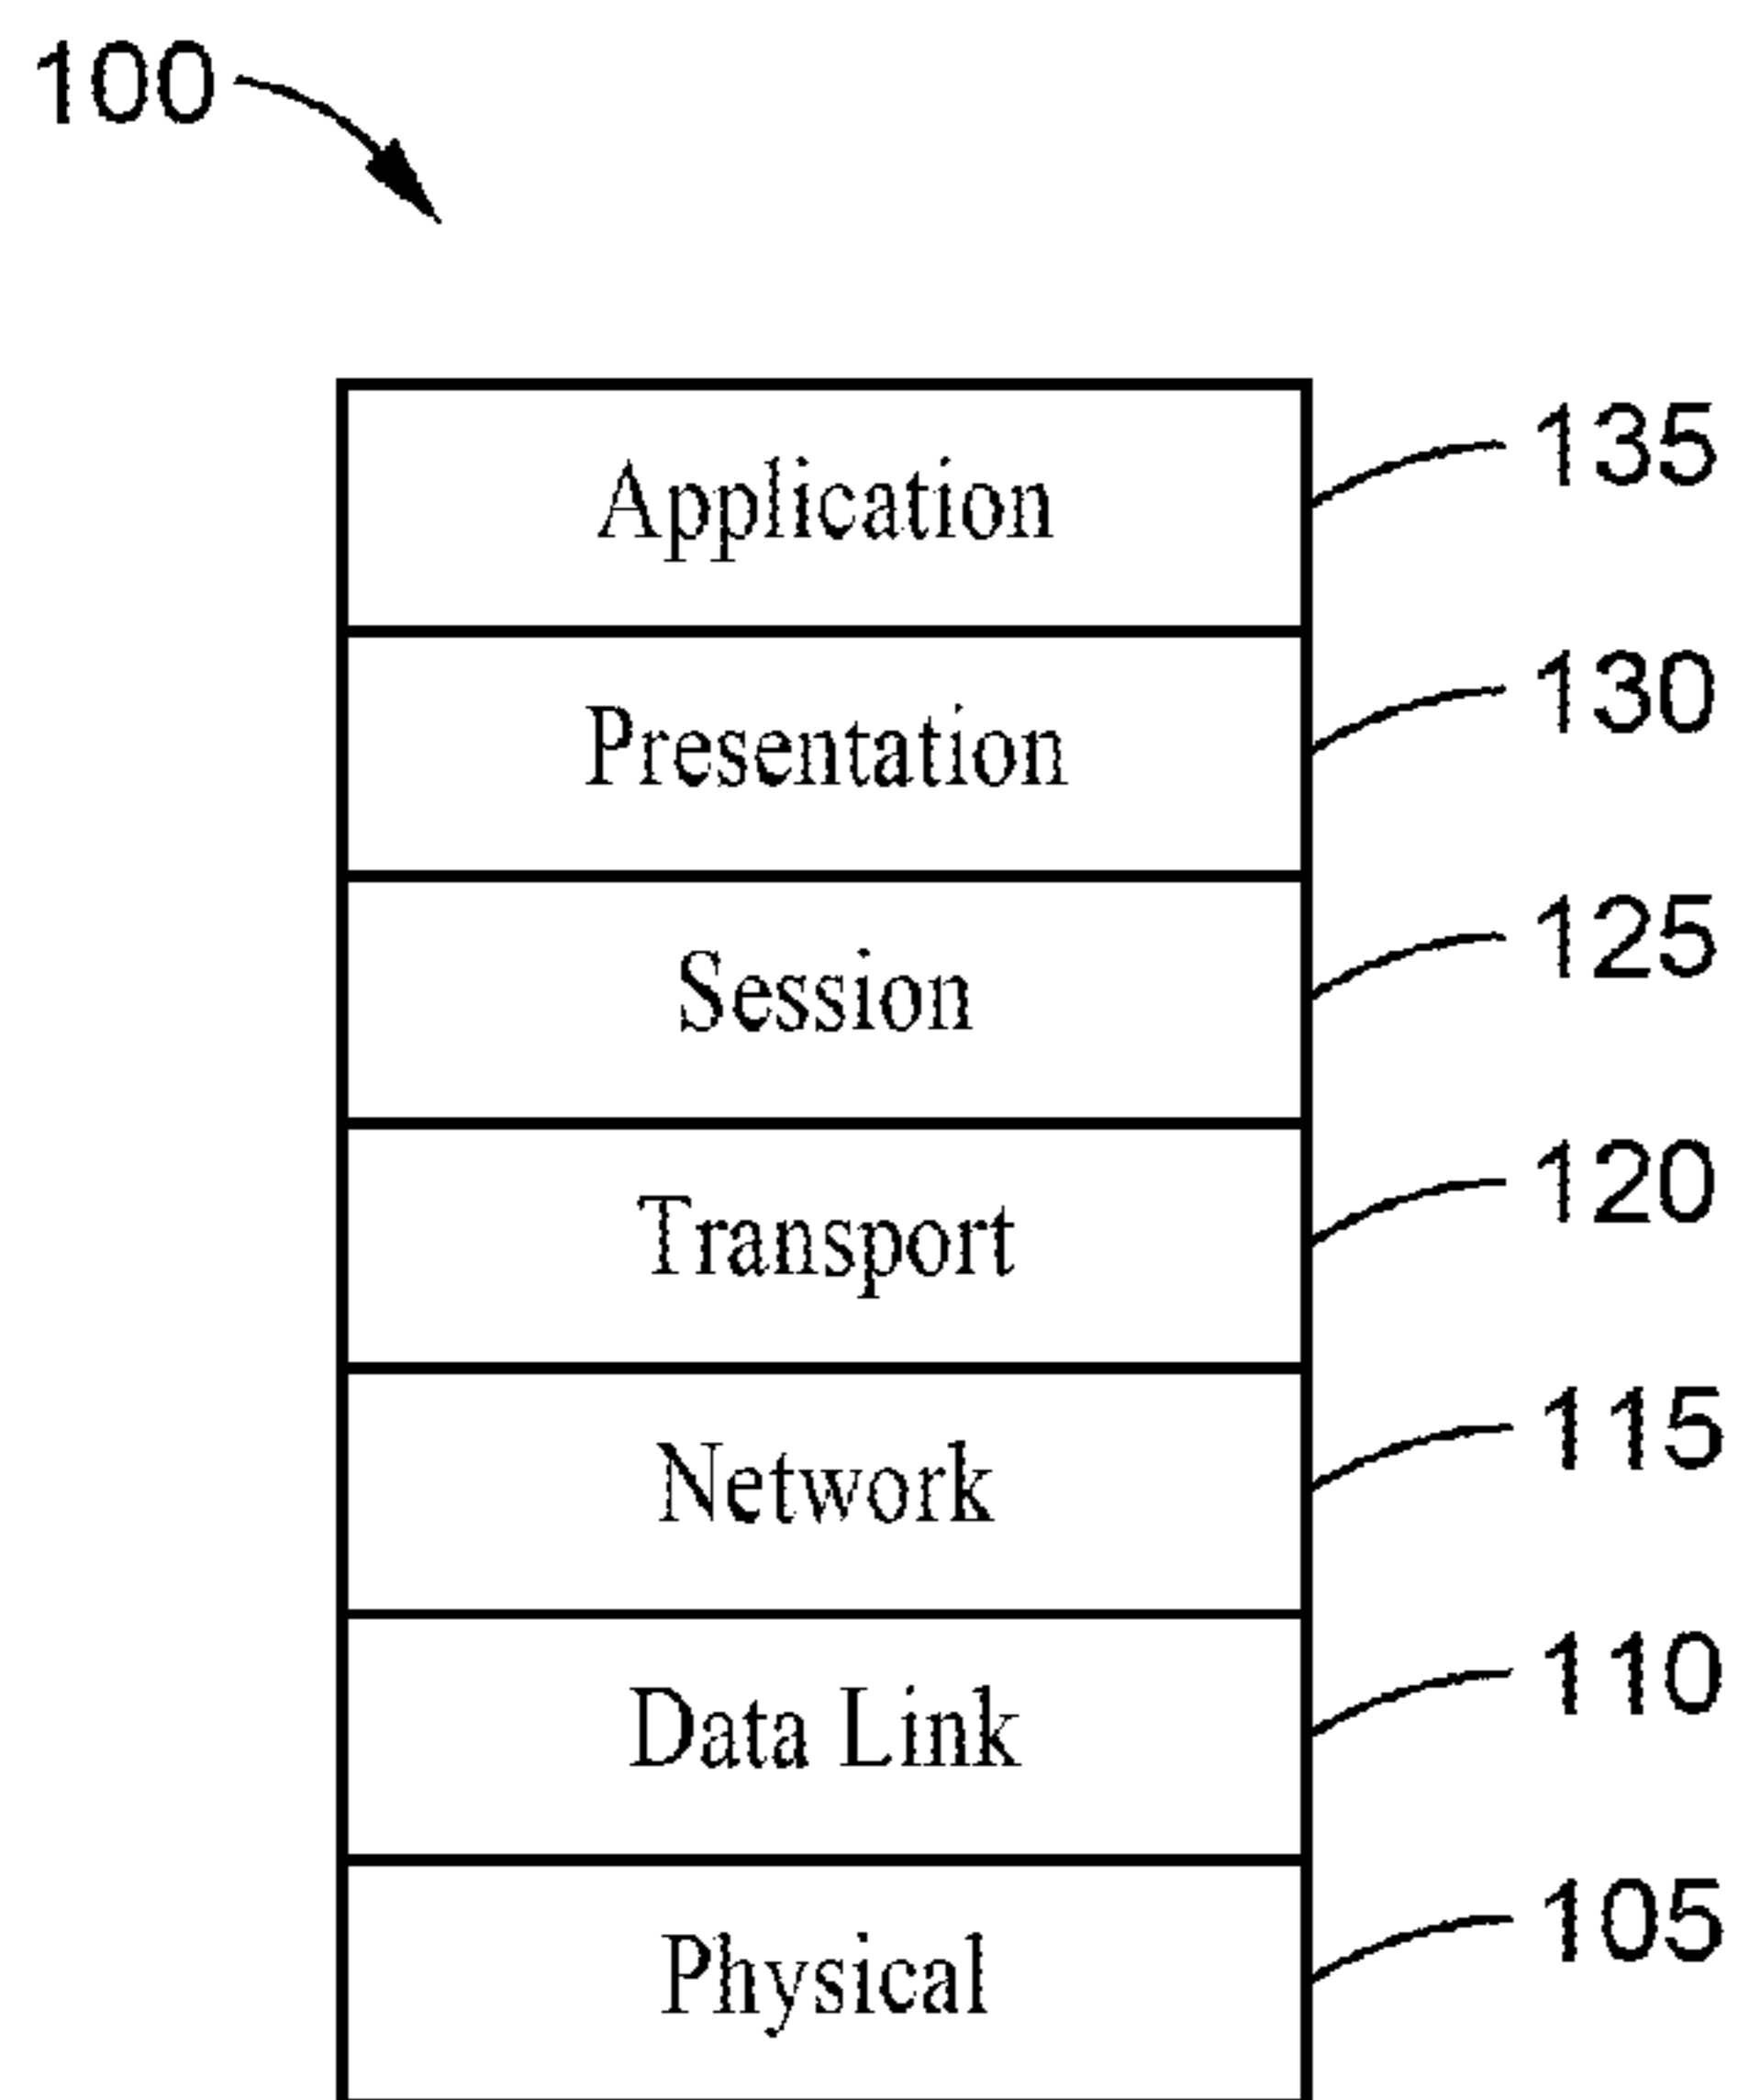 100
Application 135
Presentation 130
Session 125
Transport 120
Network 115
Data Link 110
Physical 105